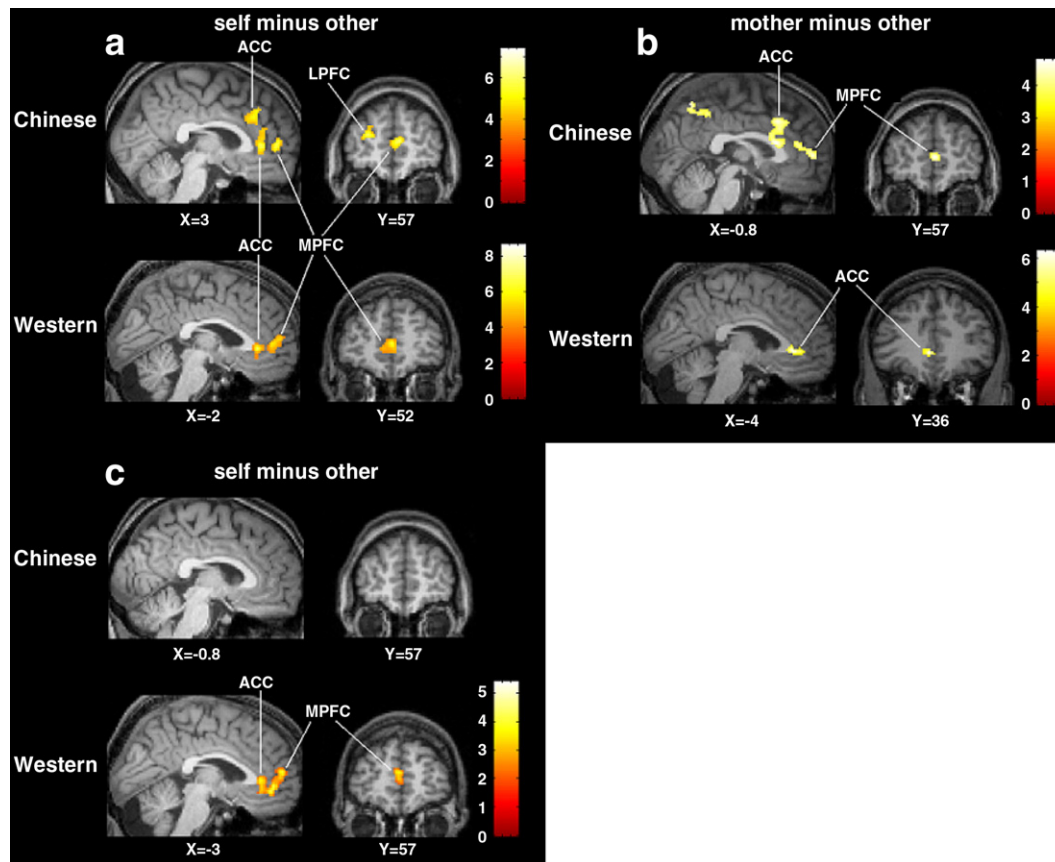 a
self minus other
ACC
LPFC
Chinese
6
4
2
0
X=3
Y=57
ACC
MPFC
Western
8
6
4
2
0
X=-2
Y=52
b
mother minus other
ACC
MPFC
Chinese
4
3
2
1
0
X=-0.8
Y=57
ACC
Western
6
4
2
0
X=-4
Y=36
c
self minus other
Chinese
X=-0.8
Y=57
ACC
MPFC
Western
5
4
3
2
1
0
X=-3
Y=57